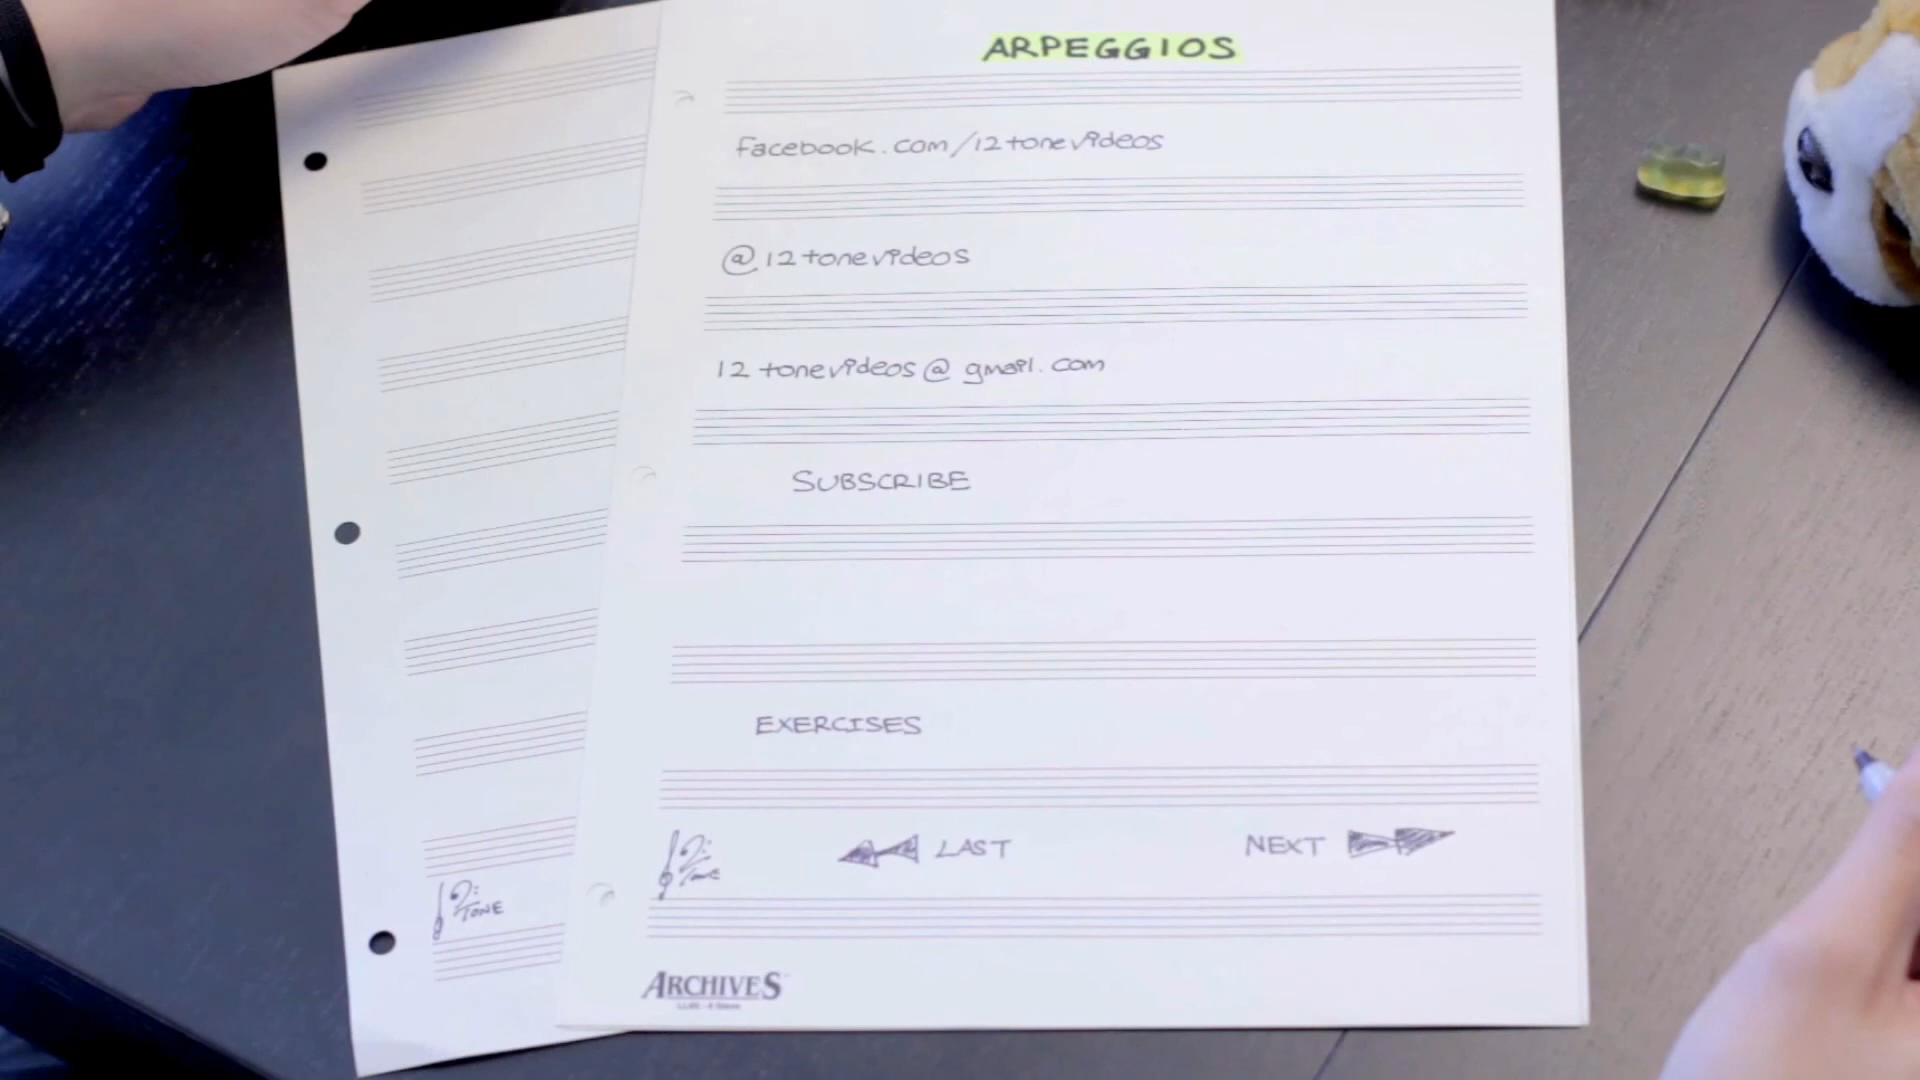 ARPEGGIOS
facebook.com/12tonevideos
@12tonevideos
12tonevideos@gmail.com
SUBSCRIBE
EXERCISES
LAST NEXT
Tone
TONE
ARCHIVES